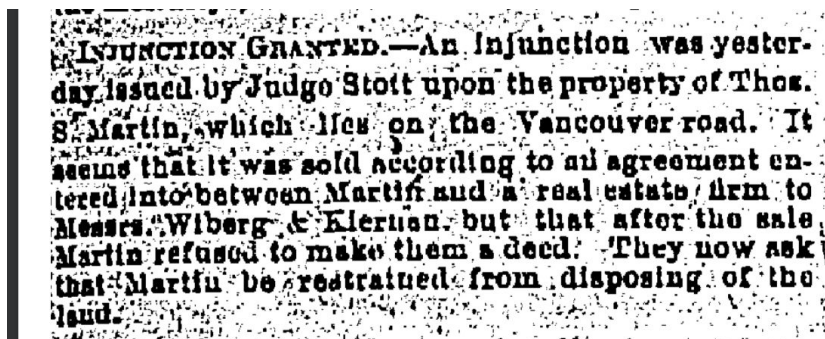 INJUNCTION GRANTED.—An injunction was yester-
day issued by Judge Stott upon the property of Thos.
S. Martin, which lies on the Vancouver road. It
seems that it was sold according to an agreement en-
tered into between Martin and a real estate firm to
Messrs. Wiberg & Kiernan, but that after the sale
Martin refused to make them a deed. They now ask
that Martin be restrained from disposing of the
land.